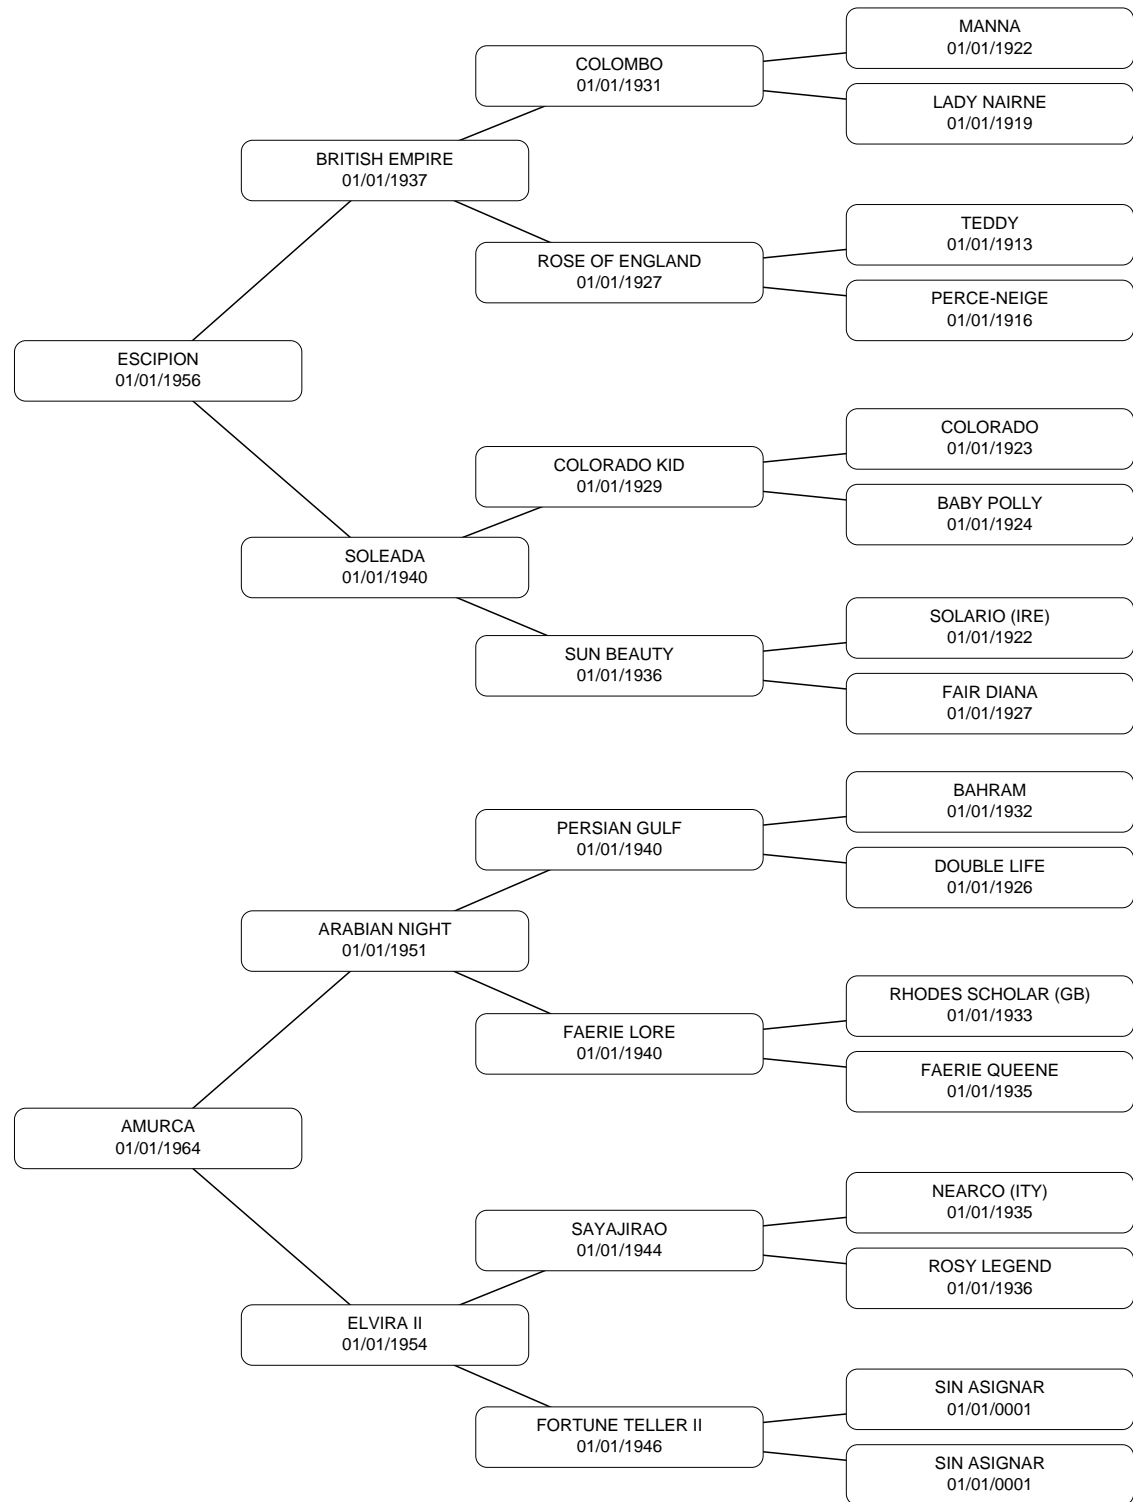 MANNA
01/01/1922
COLOMBO
01/01/1931
LADY NAIRNE
01/01/1919
BRITISH EMPIRE
01/01/1937
TEDDY
01/01/1913
ROSE OF ENGLAND
01/01/1927
PERCE-NEIGE
01/01/1916
ESCIPION
01/01/1956
COLORADO
01/01/1923
COLORADO KID
01/01/1929
BABY POLLY
01/01/1924
SOLEADA
01/01/1940
SOLARIO (IRE)
01/01/1922
SUN BEAUTY
01/01/1936
FAIR DIANA
01/01/1927
BAHRAM
01/01/1932
PERSIAN GULF
01/01/1940
DOUBLE LIFE
01/01/1926
ARABIAN NIGHT
01/01/1951
RHODES SCHOLAR (GB)
01/01/1933
FAERIE LORE
01/01/1940
FAERIE QUEENE
01/01/1935
AMURCA
01/01/1964
NEARCO (ITY)
01/01/1935
SAYAJIRAO
01/01/1944
ROSY LEGEND
01/01/1936
ELVIRA II
01/01/1954
SIN ASIGNAR
01/01/0001
FORTUNE TELLER II
01/01/1946
SIN ASIGNAR
01/01/0001